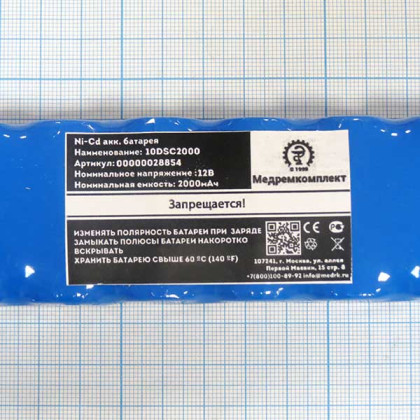 Ni-Cd акк. батарея
Наименование: 10DSC2000
Артикул: 00000028854
Номинальное напряжение :12В
Номинальная емкость: 2000мАч
® 1998
Медремкомплект
Запрещается!
ИЗМЕНЯТЬ ПОЛЯРНОСТЬ БАТАРЕИ ПРИ ЗАРЯДЕ
ЗАМЫКАТЬ ПОЛЮСЫ БАТАРЕИ НАКОРОТКО
ВСКРЫВАТЬ
ХРАНИТЬ БАТАРЕЮ СВЫШЕ 60 ºC (140 ºF)
107241, г. Москва, ул. аллея
Первой Маевки, 15 стр. 8
+7(800)100-89-92 info@medrk.ru